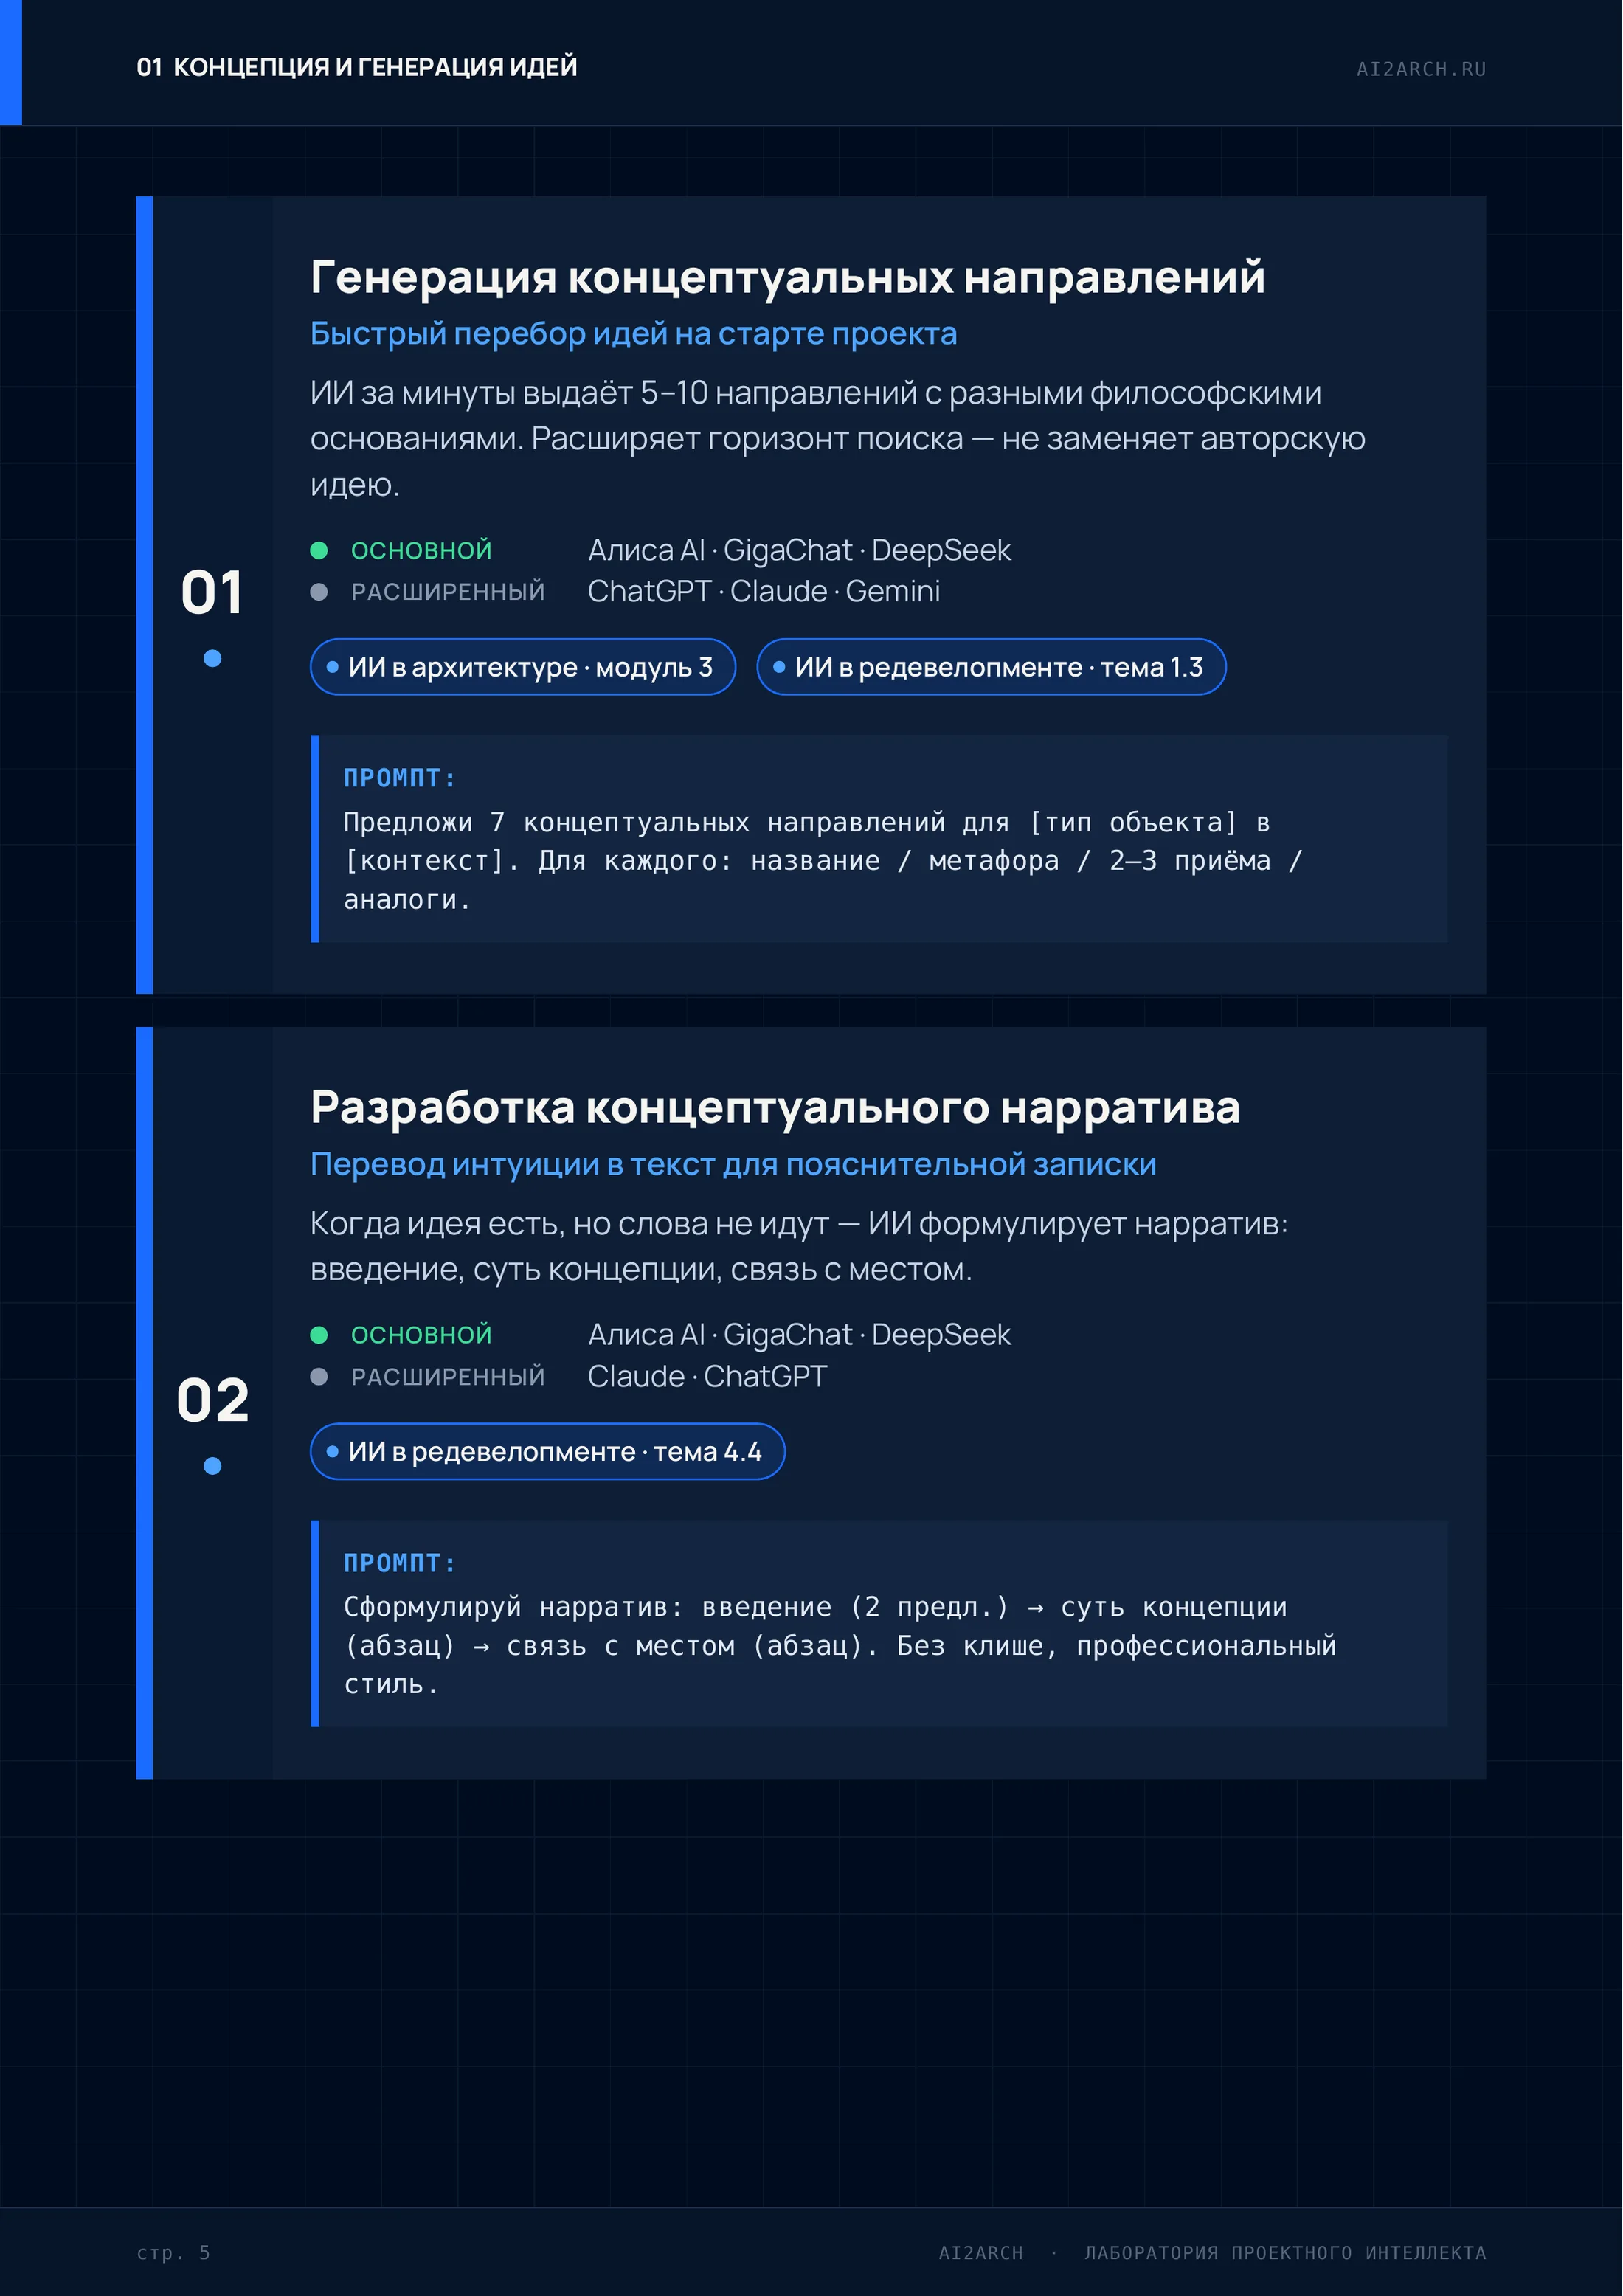 01 КОНЦЕПЦИЯ И ГЕНЕРАЦИЯ ИДЕЙ
AI2ARCH.RU
01
Генерация концептуальных направлений
Быстрый перебор идей на старте проекта
ИИ за минуты выдаёт 5–10 направлений с разными философскими
основаниями. Расширяет горизонт поиска — не заменяет авторскую
идею.
ОСНОВНОЙ Алиса AI · GigaChat · DeepSeek
РАСШИРЕННЫЙ ChatGPT · Claude · Gemini
ИИ в архитектуре · модуль 3 ИИ в редевелопменте · тема 1.3
ПРОМПТ:
Предложи 7 концептуальных направлений для [тип объекта] в
[контекст]. Для каждого: название / метафора / 2–3 приёма /
аналоги.
02
Разработка концептуального нарратива
Перевод интуиции в текст для пояснительной записки
Когда идея есть, но слова не идут — ИИ формулирует нарратив:
введение, суть концепции, связь с местом.
ОСНОВНОЙ Алиса AI · GigaChat · DeepSeek
РАСШИРЕННЫЙ Claude · ChatGPT
ИИ в редевелопменте · тема 4.4
ПРОМПТ:
Сформулируй нарратив: введение (2 предл.) → суть концепции
(абзац) → связь с местом (абзац). Без клише, профессиональный
стиль.
стр. 5
AI2ARCH · ЛАБОРАТОРИЯ ПРОЕКТНОГО ИНТЕЛЛЕКТА